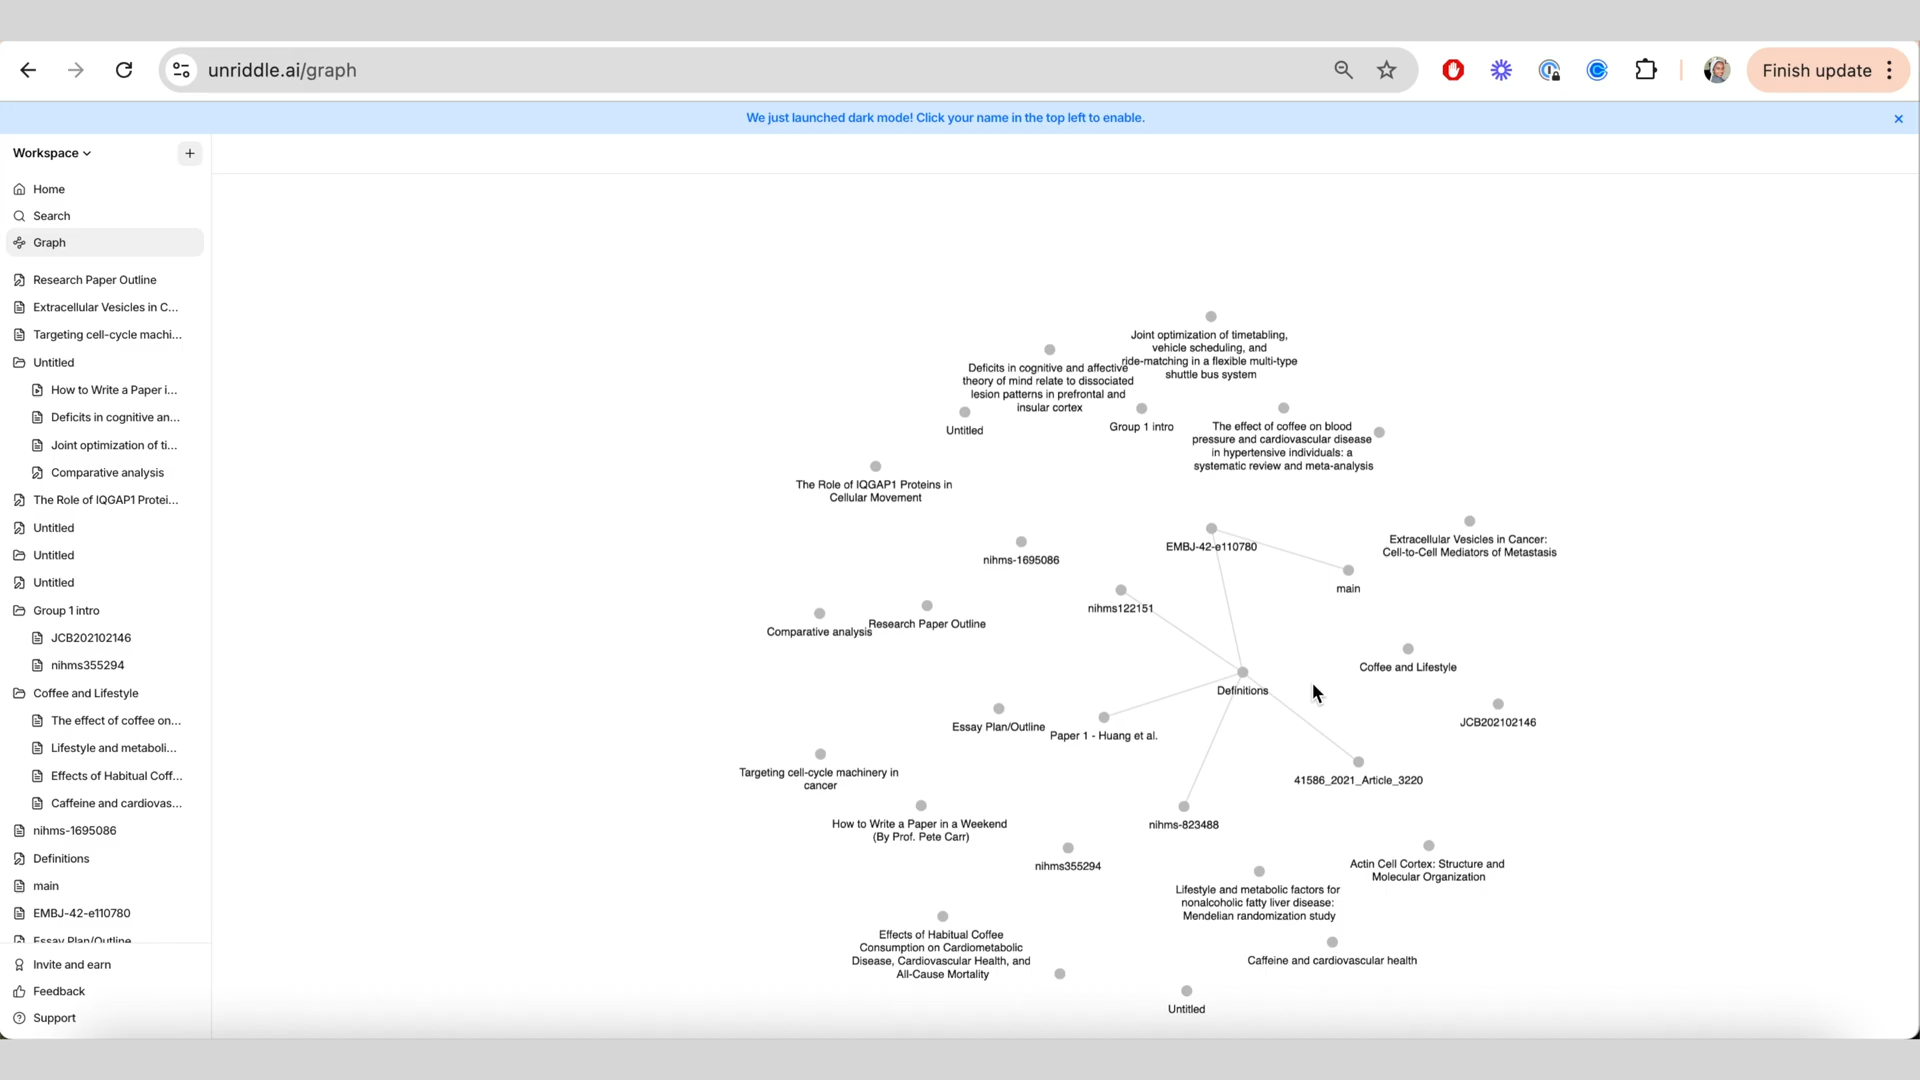 unriddle.ai/graph
Finish update
We just launched dark mode! Click your name in the top left to enable.
Workspace
Home
Search
Graph
Research Paper Outline
Extracellular Vesicles in C...
Targeting cell-cycle machi...
Untitled
How to Write a Paper i...
Deficits in cognitive an...
Joint optimization of ti...
Comparative analysis
The Role of IQGAP1 Protei...
Untitled
Untitled
Untitled
Group 1 intro
JCB202102146
nihms355294
Coffee and Lifestyle
The effect of coffee on...
Lifestyle and metaboli...
Effects of Habitual Coff...
Caffeine and cardiovas...
nihms-1695086
Definitions
main
EMBJ-42-e110780
Essay Plan/Outline
Invite and earn
Feedback
Support
Joint optimization of timetabling,
vehicle scheduling, and
ride-matching in a flexible multi-type
shuttle bus system
Deficits in cognitive and affective
theory of mind relate to dissociated
lesion patterns in prefrontal and
insular cortex
Untitled
Group 1 intro
The effect of coffee on blood
pressure and cardiovascular disease
in hypertensive individuals: a
systematic review and meta-analysis
The Role of IQGAP1 Proteins in
Cellular Movement
nihms-1695086
EMBJ-42-e110780
Extracellular Vesicles in Cancer:
Cell-to-Cell Mediators of Metastasis
main
nihms122151
Comparative analysis
Research Paper Outline
Coffee and Lifestyle
Definitions
JCB202102146
Essay Plan/Outline
Paper 1 - Huang et al.
Targeting cell-cycle machinery in
cancer
41586_2021_Article_3220
How to Write a Paper in a Weekend
(By Prof. Pete Carr)
nihms-823488
nihms355294
Actin Cell Cortex: Structure and
Molecular Organization
Lifestyle and metabolic factors for
nonalcoholic fatty liver disease:
Mendelian randomization study
Effects of Habitual Coffee
Consumption on Cardiometabolic
Disease, Cardiovascular Health, and
All-Cause Mortality
Caffeine and cardiovascular health
Untitled